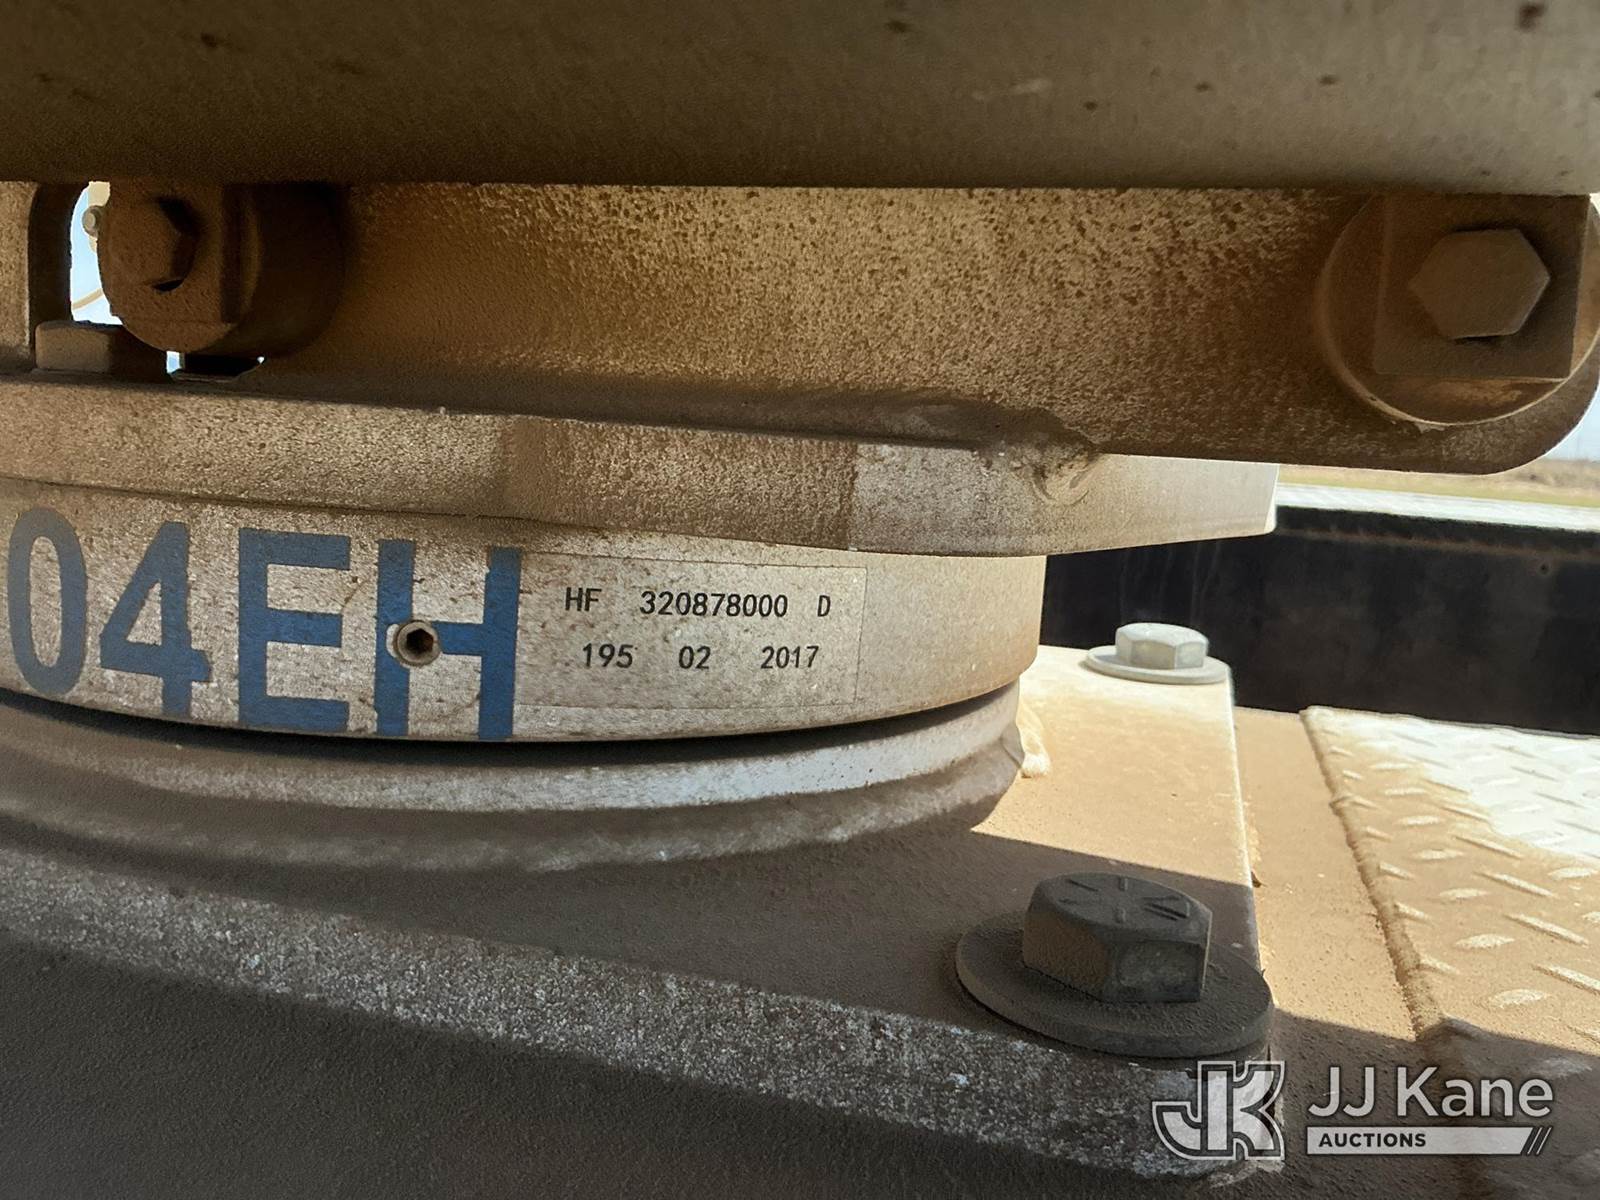 04EH
HF 320878000 D
195 02 2017
JJ Kane
AUCTIONS